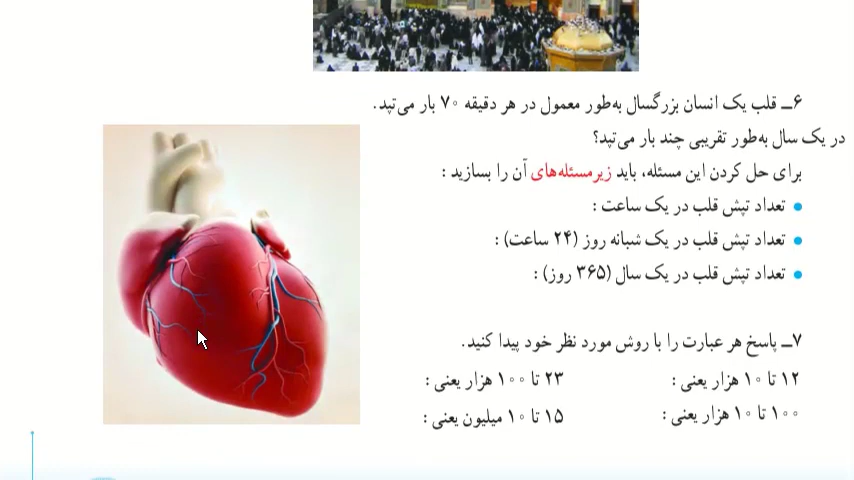 ۶ــ قلب یک انسان بزرگسال به‌طور معمول در هر دقیقه ۷۰ بار می‌تپد.
در یک سال به‌طور تقریبی چند بار می‌تپد؟
برای حل کردن این مسئله، باید زیرمسئله‌های آن را بسازید :
● تعداد تپش قلب در یک ساعت :
● تعداد تپش قلب در یک شبانه روز (۲۴ ساعت) :
● تعداد تپش قلب در یک سال (۳۶۵ روز) :
۷ــ پاسخ هر عبارت را با روش مورد نظر خود پیدا کنید.
۱۲ تا ۱۰ هزار یعنی : ۲۳ تا ۱۰۰ هزار یعنی :
۱۰۰ تا ۱۰ هزار یعنی : ۱۵ تا ۱۰ میلیون یعنی :